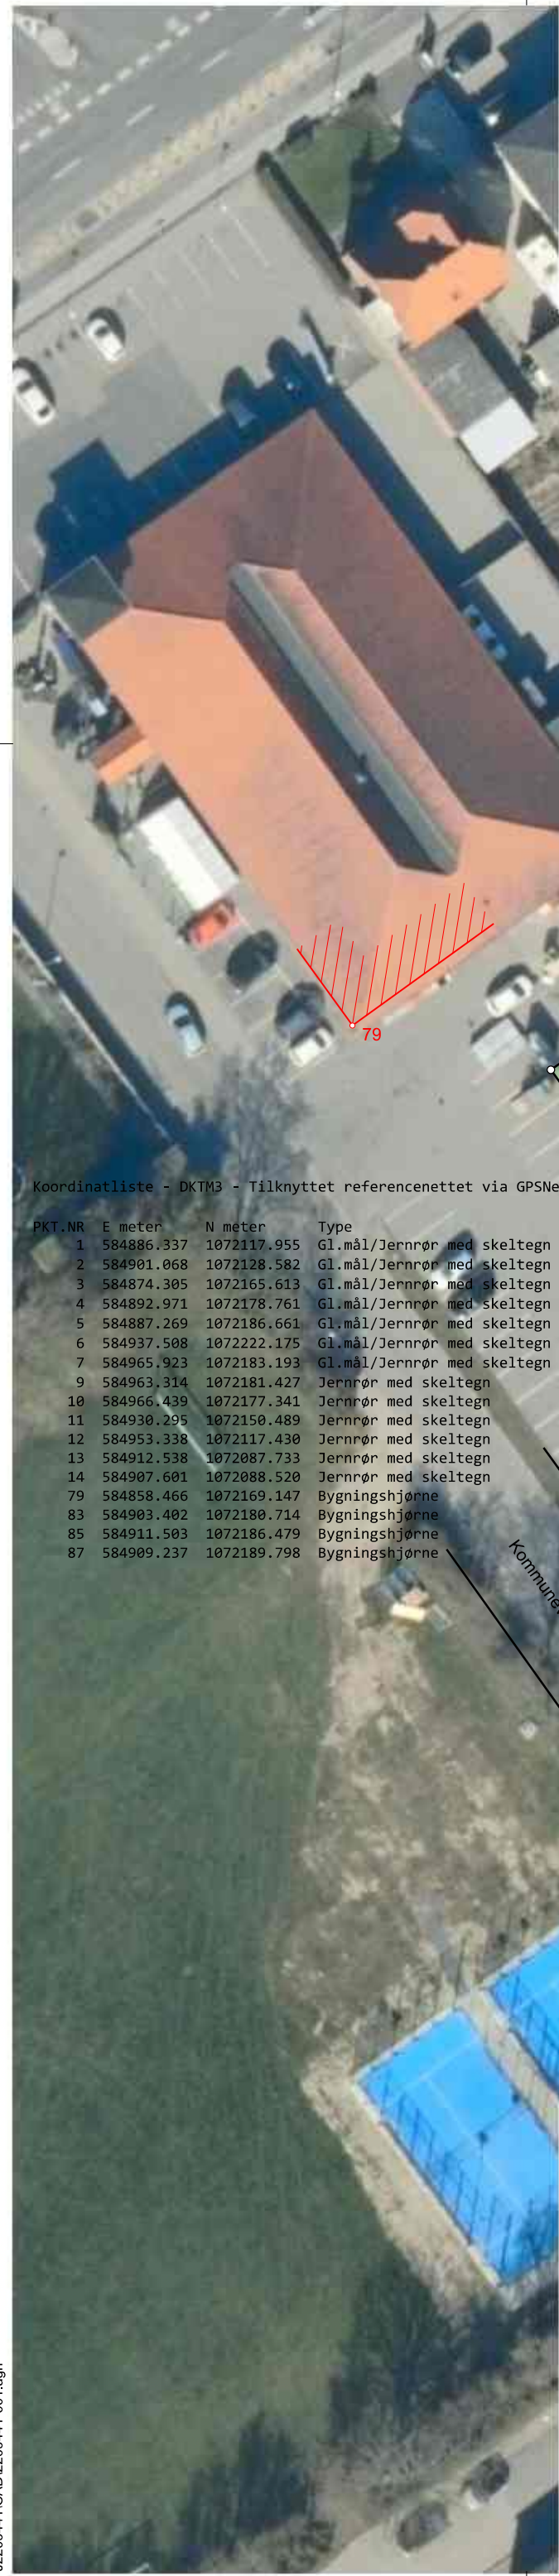 79
Koordinatliste - DKTM3 - Tilknyttet referencenettet via GPSNe
PKT.NR E meter N meter Type
1 584886.337 1072117.955 Gl.mål/Jernrør med skeltegn
2 584901.068 1072128.582 Gl.mål/Jernrør med skeltegn
3 584874.305 1072165.613 Gl.mål/Jernrør med skeltegn
4 584892.971 1072178.761 Gl.mål/Jernrør med skeltegn
5 584887.269 1072186.661 Gl.mål/Jernrør med skeltegn
6 584937.508 1072222.175 Gl.mål/Jernrør med skeltegn
7 584965.923 1072183.193 Gl.mål/Jernrør med skeltegn
9 584963.314 1072181.427 Jernrør med skeltegn
10 584966.439 1072177.341 Jernrør med skeltegn
11 584930.295 1072150.489 Jernrør med skeltegn
12 584953.338 1072117.430 Jernrør med skeltegn
13 584912.538 1072087.733 Jernrør med skeltegn
14 584907.601 1072088.520 Jernrør med skeltegn
79 584858.466 1072169.147 Bygningshjørne
83 584903.402 1072180.714 Bygningshjørne
85 584911.503 1072186.479 Bygningshjørne
87 584909.237 1072189.798 Bygningshjørne
Kommune